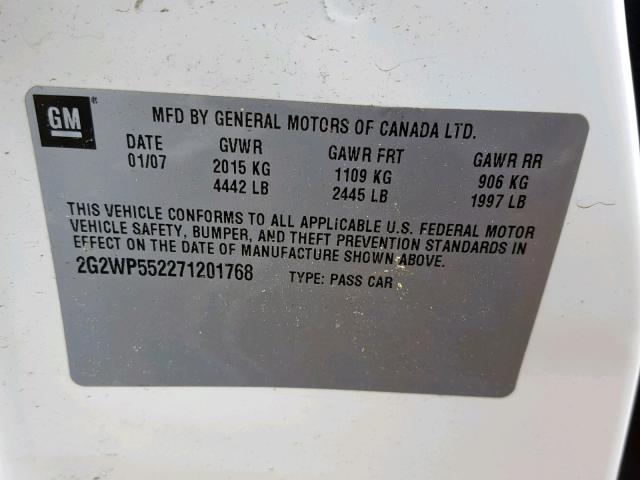 GM
MFD BY GENERAL MOTORS OF CANADA LTD.
DATE GVWR GAWR FRT GAWR RR
01/07 2015 KG 1109 KG 906 KG
4442 LB 2445 LB 1997 LB
THIS VEHICLE CONFORMS TO ALL APPLICABLE U.S. FEDERAL MOTOR
VEHICLE SAFETY, BUMPER, AND THEFT PREVENTION STANDARDS IN
EFFECT ON THE DATE OF MANUFACTURE SHOWN ABOVE.
2G2WP552271201768 TYPE: PASS CAR